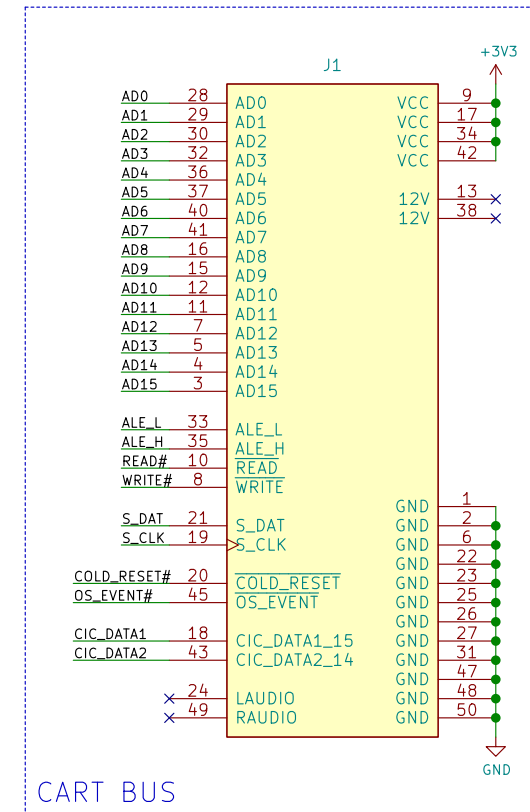 +3V3
J1
AD0 28 AD0 VCC 9
AD1 29 AD1 VCC 17
AD2 30 AD2 VCC 34
AD3 32 AD3 VCC 42
AD4 36 AD4
AD5 37 AD5 12V 13
AD6 40 AD6 12V 38
AD7 41 AD7
AD8 16 AD8
AD9 15 AD9
AD10 12 AD10
AD11 11 AD11
AD12 7 AD12
AD13 5 AD13
AD14 4 AD14
AD15 3 AD15
ALE_L 33 ALE_L
ALE_H 35 ALE_H
READ# 10 READ
WRITE# 8 WRITE
GND 1
S_DAT 21 S_DAT GND 2
S_CLK 19 S_CLK GND 6
GND 22
COLD_RESET# 20 COLD_RESET GND 23
OS_EVENT# 45 OS_EVENT GND 25
GND 26
CIC_DATA1 18 CIC_DATA1_15 GND 27
CIC_DATA2 43 CIC_DATA2_14 GND 31
GND 47
24 LAUDIO GND 48
49 RAUDIO GND 50
GND
CART BUS